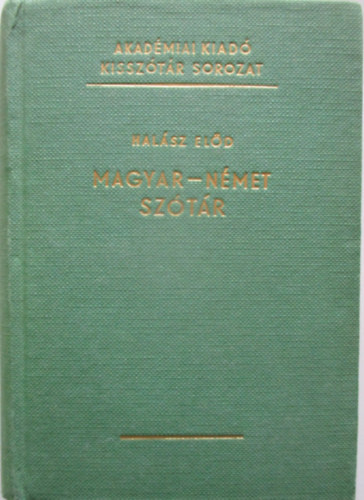 AKADÉMIAI KIADÓ
KISSZÓTÁR SOROZAT
HALÁSZ ELŐD
MAGYAR–NÉMET
SZÓTÁR